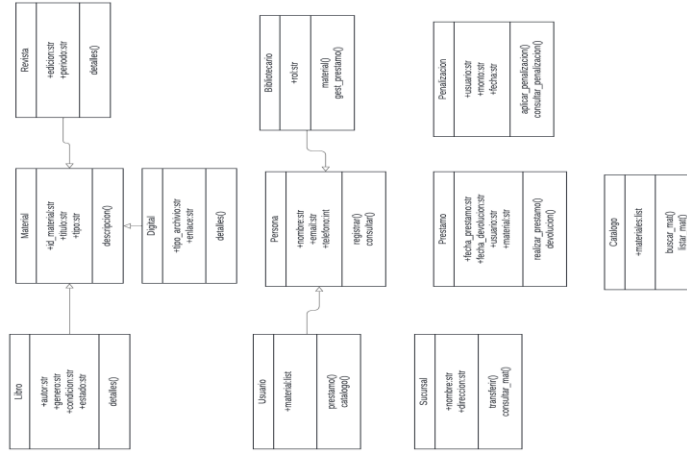 Libro
+autor:str
+genero:str
+condicion:str
+estado:str
detalles()
Material
+id_material:str
+titulo:str
+tipo:str
descripcion()
Revista
+edicion:str
+periodo:str
detalles()
Digital
+tipo_archivio:str
+enlace:str
detalles()
Usuario
+material:list
prestamo()
catalogo()
Persona
+nombre:str
+email:str
+teléfono:int
registrar()
consultar()
Bibliotecario
+rol:str
material()
gest_prestamo()
Sucursal
+nombre:str
+direccion:str
transferir()
consultar_mat()
Prestamo
+fecha_prestamo:str
+fecha_devolucion:str
+usuario:str
+material:str
realizar_prestamo()
devolucion()
Penalizacion
+usuario:str
+monto:str
+fecha:str
aplicar_penalizacion()
consultar_penalizacion()
Catalogo
+materiales:list
buscar_mat()
listar_mat()